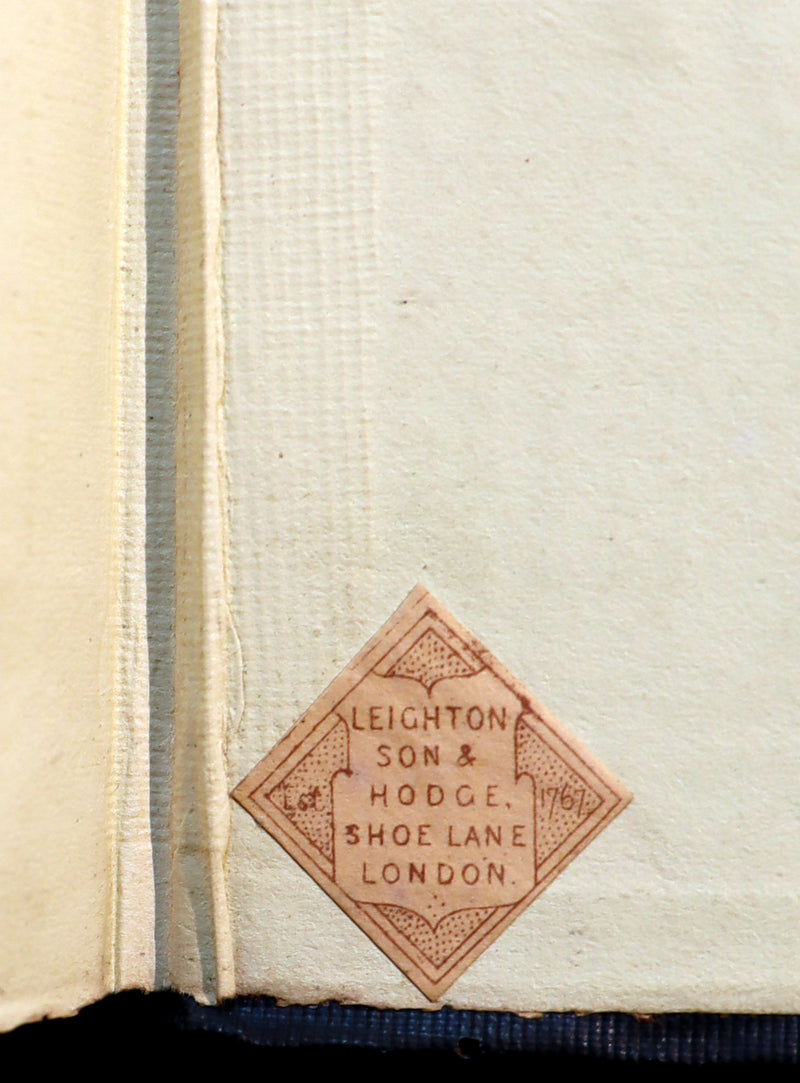 LEIGHTON
SON &
Est HODGE, 1767.
SHOE LANE
LONDON.